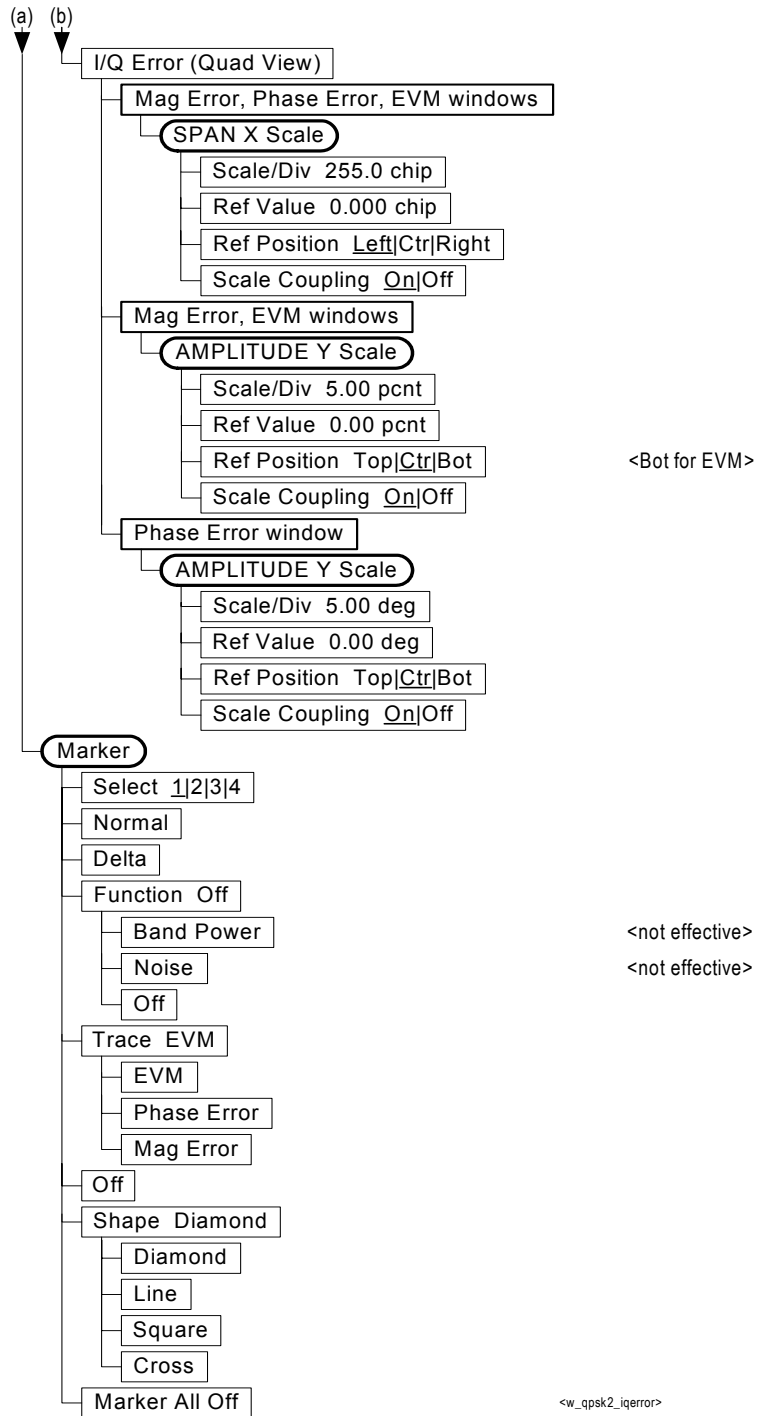 (a) (b)
I/Q Error (Quad View)
Mag Error, Phase Error, EVM windows
SPAN X Scale
Scale/Div 255.0 chip
Ref Value 0.000 chip
Ref Position Left|Ctr|Right
Scale Coupling On|Off
Mag Error, EVM windows
AMPLITUDE Y Scale
Scale/Div 5.00 pcnt
Ref Value 0.00 pcnt
Ref Position Top|Ctr|Bot <Bot for EVM>
Scale Coupling On|Off
Phase Error window
AMPLITUDE Y Scale
Scale/Div 5.00 deg
Ref Value 0.00 deg
Ref Position Top|Ctr|Bot
Scale Coupling On|Off
Marker
Select 1|2|3|4
Normal
Delta
Function Off
Band Power <not effective>
Noise <not effective>
Off
Trace EVM
EVM
Phase Error
Mag Error
Off
Shape Diamond
Diamond
Line
Square
Cross
Marker All Off <w_qpsk2_iqerror>